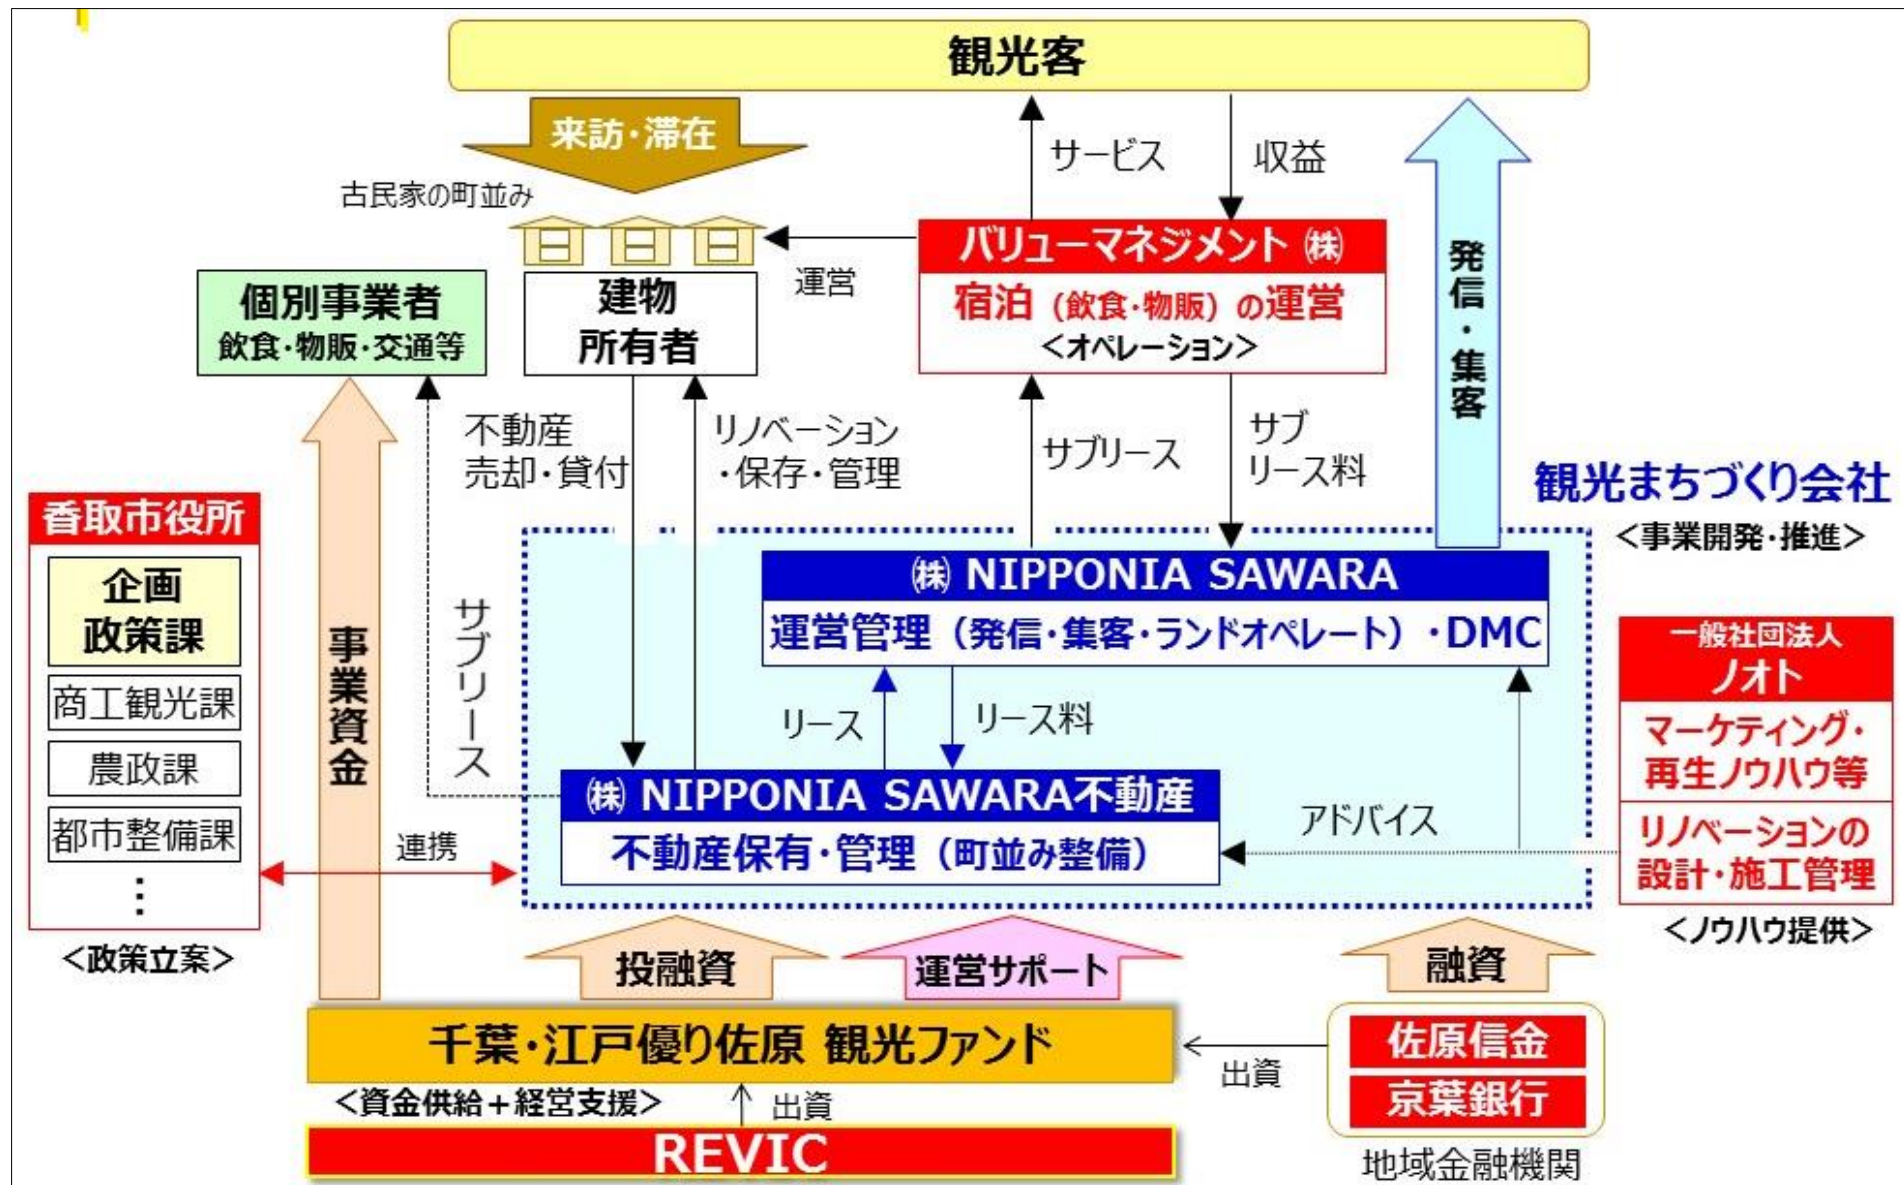 観光客
来訪・滞在
サービス
収益
古民家の町並み
運営
バリューマネジメント ㈱
宿泊（飲食・物販）の運営
＜オペレーション＞
発信・集客
個別事業者
飲食・物販・交通等
建物
所有者
不動産
売却・貸付
リノベーション
・保存・管理
サブリース
サブ
リース料
観光まちづくり会社
＜事業開発・推進＞
香取市役所
企画
政策課
商工観光課
農政課
都市整備課
⋮
＜政策立案＞
事業資金
サブリース
連携
㈱ NIPPONIA SAWARA
運営管理（発信・集客・ランドオペレート）・DMC
リース
リース料
㈱ NIPPONIA SAWARA不動産
不動産保有・管理（町並み整備）
アドバイス
一般社団法人
ノオト
マーケティング・
再生ノウハウ等
リノベーションの
設計・施工管理
＜ノウハウ提供＞
投融資
運営サポート
融資
千葉・江戸優り佐原 観光ファンド
＜資金供給＋経営支援＞
出資
REVIC
出資
佐原信金
京葉銀行
地域金融機関